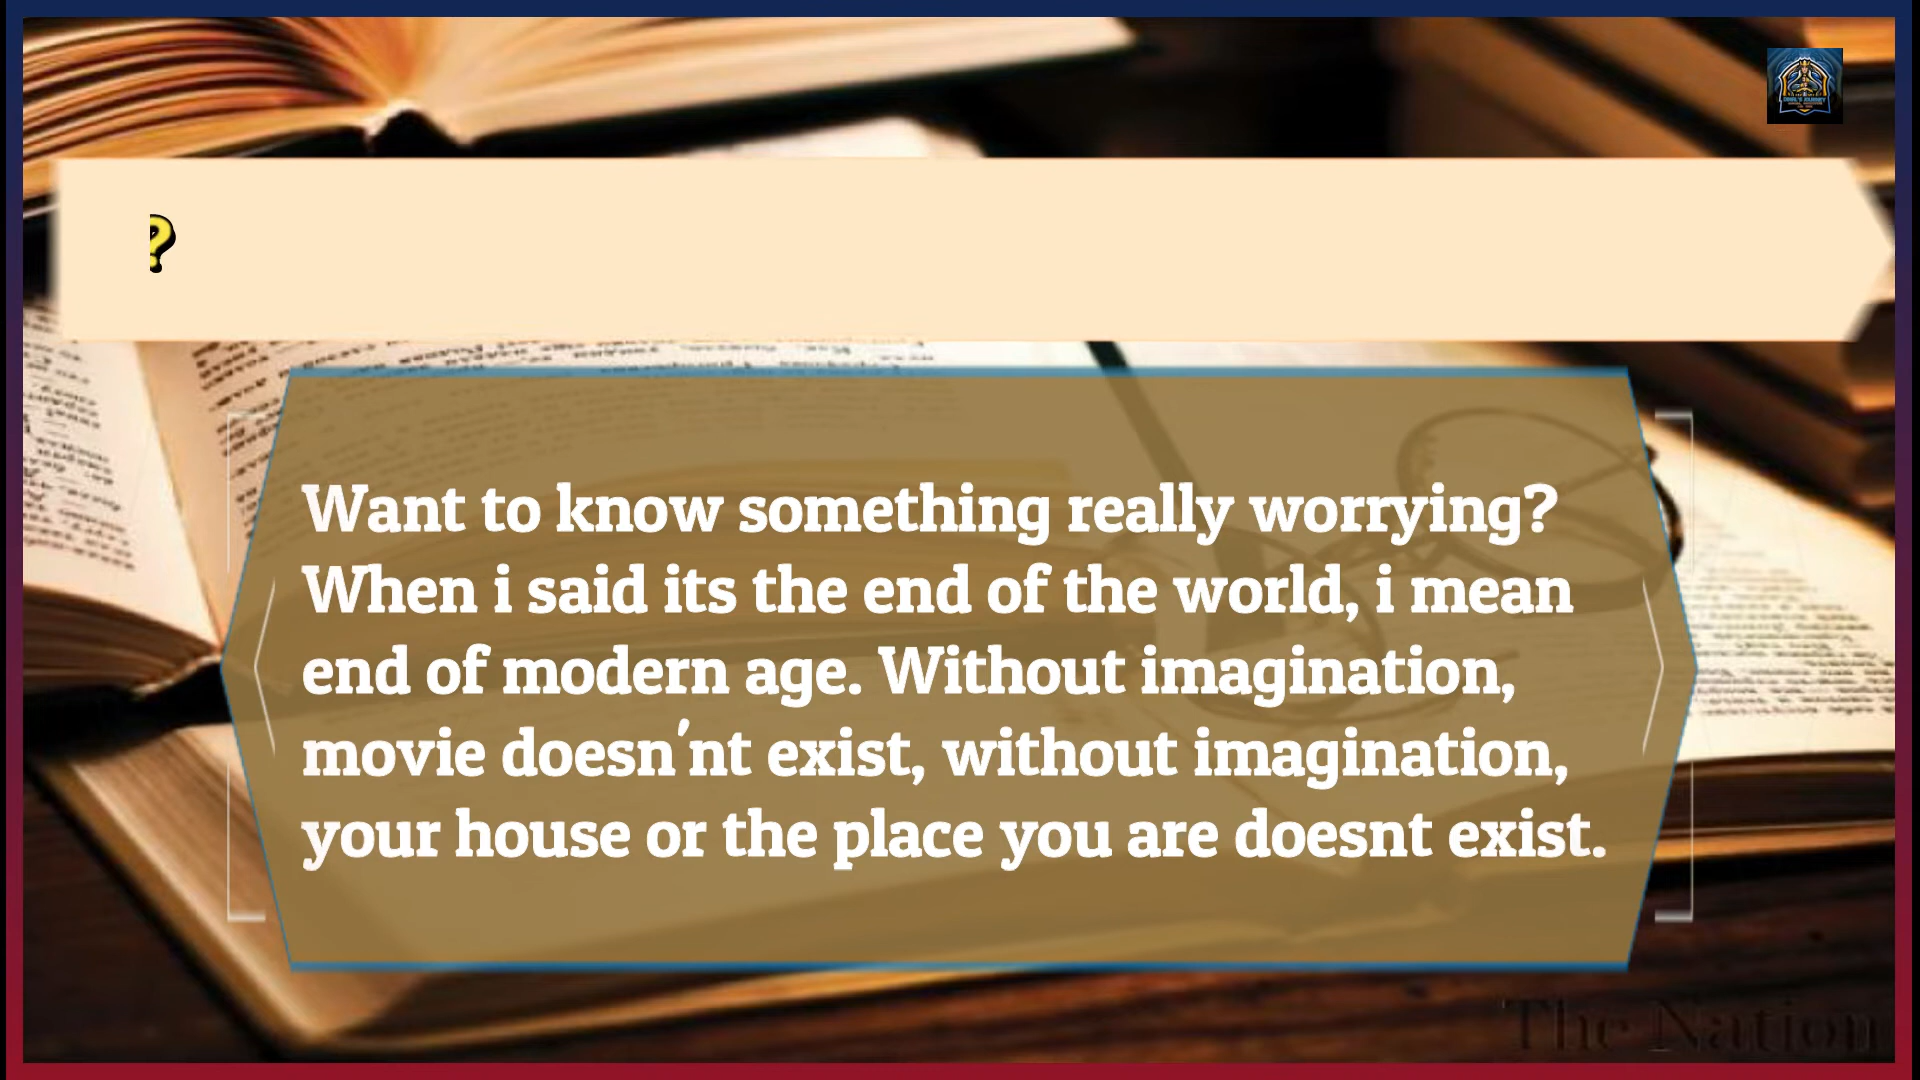 ?
Want to know something really worrying?
When i said its the end of the world, i mean
end of modern age. Without imagination,
movie doesn'nt exist, without imagination,
your house or the place you are doesnt exist.
The Nation